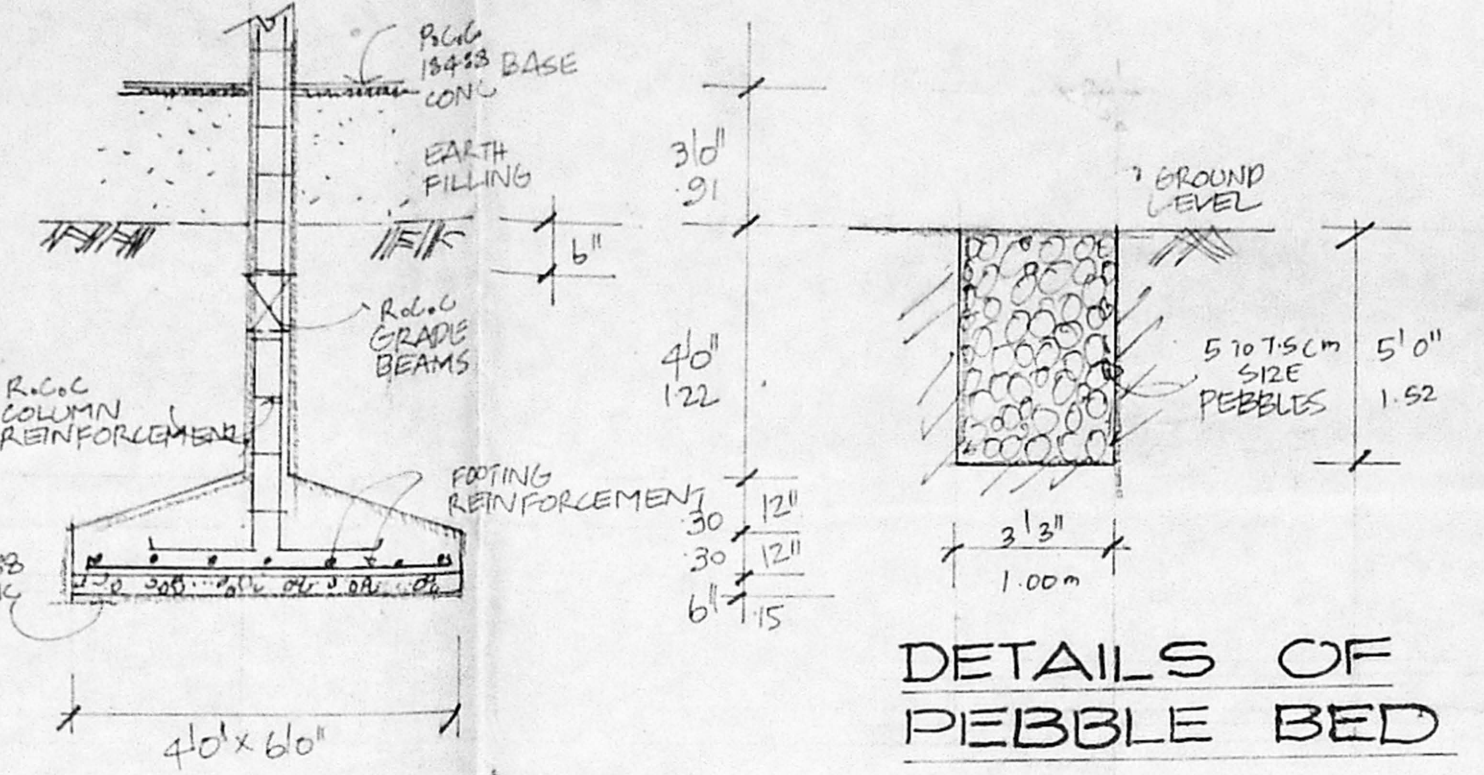 P.C.C
BASE
CONC
EARTH
FILLING
3'0"
.91
6"
R.C.C
GRADE
BEAMS
4'0"
1.22
R.C.C
COLUMN
REINFORCEMENT
FOOTING
REINFORCEMENT
.30 12"
.30 12"
6" .15
4'0" x 6'0"
GROUND
LEVEL
5 TO 7.5 cm
SIZE
PEBBLES
5'0"
1.52
3'3"
1.00m
DETAILS OF
PEBBLE BED